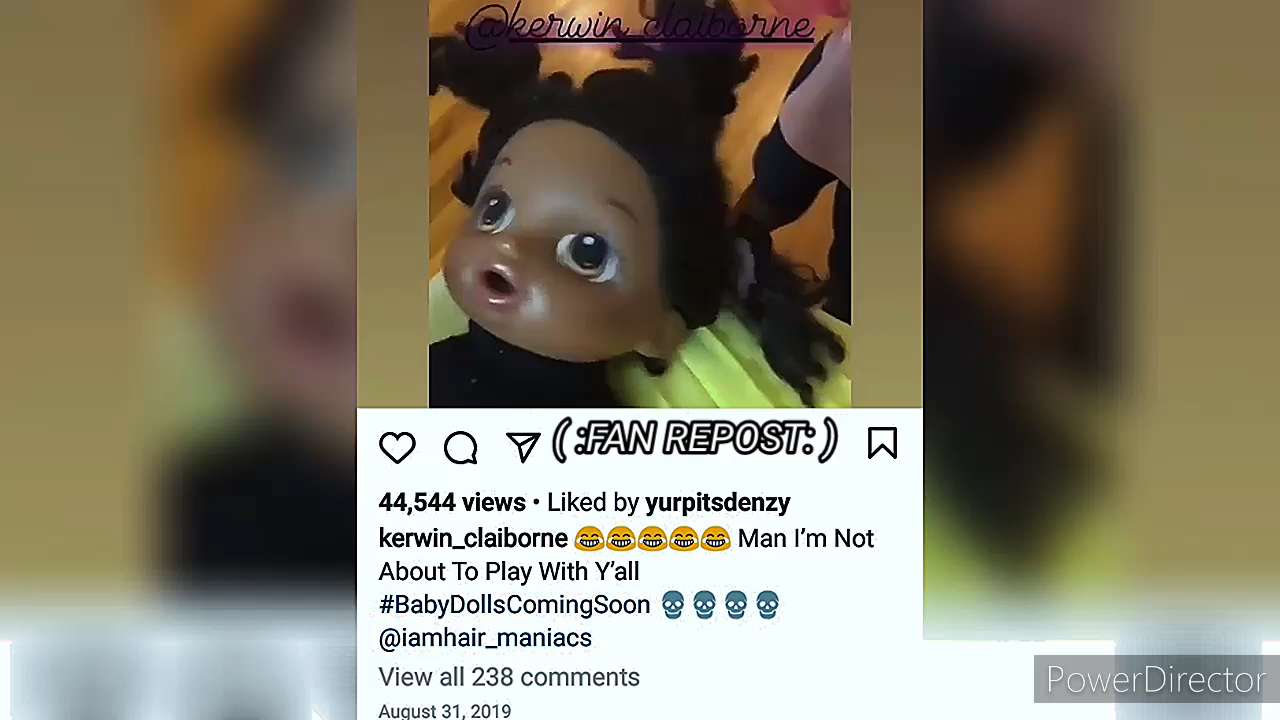 @kerwin_claiborne
(:FAN REPOST:)
44,544 views • Liked by yurpitsdenzy
kerwin_claiborne 😂😂😂😂😂 Man I’m Not
About To Play With Y’all
#BabyDollsComingSoon 💀💀💀💀
@iamhair_maniacs
View all 238 comments
August 31, 2019
PowerDirector